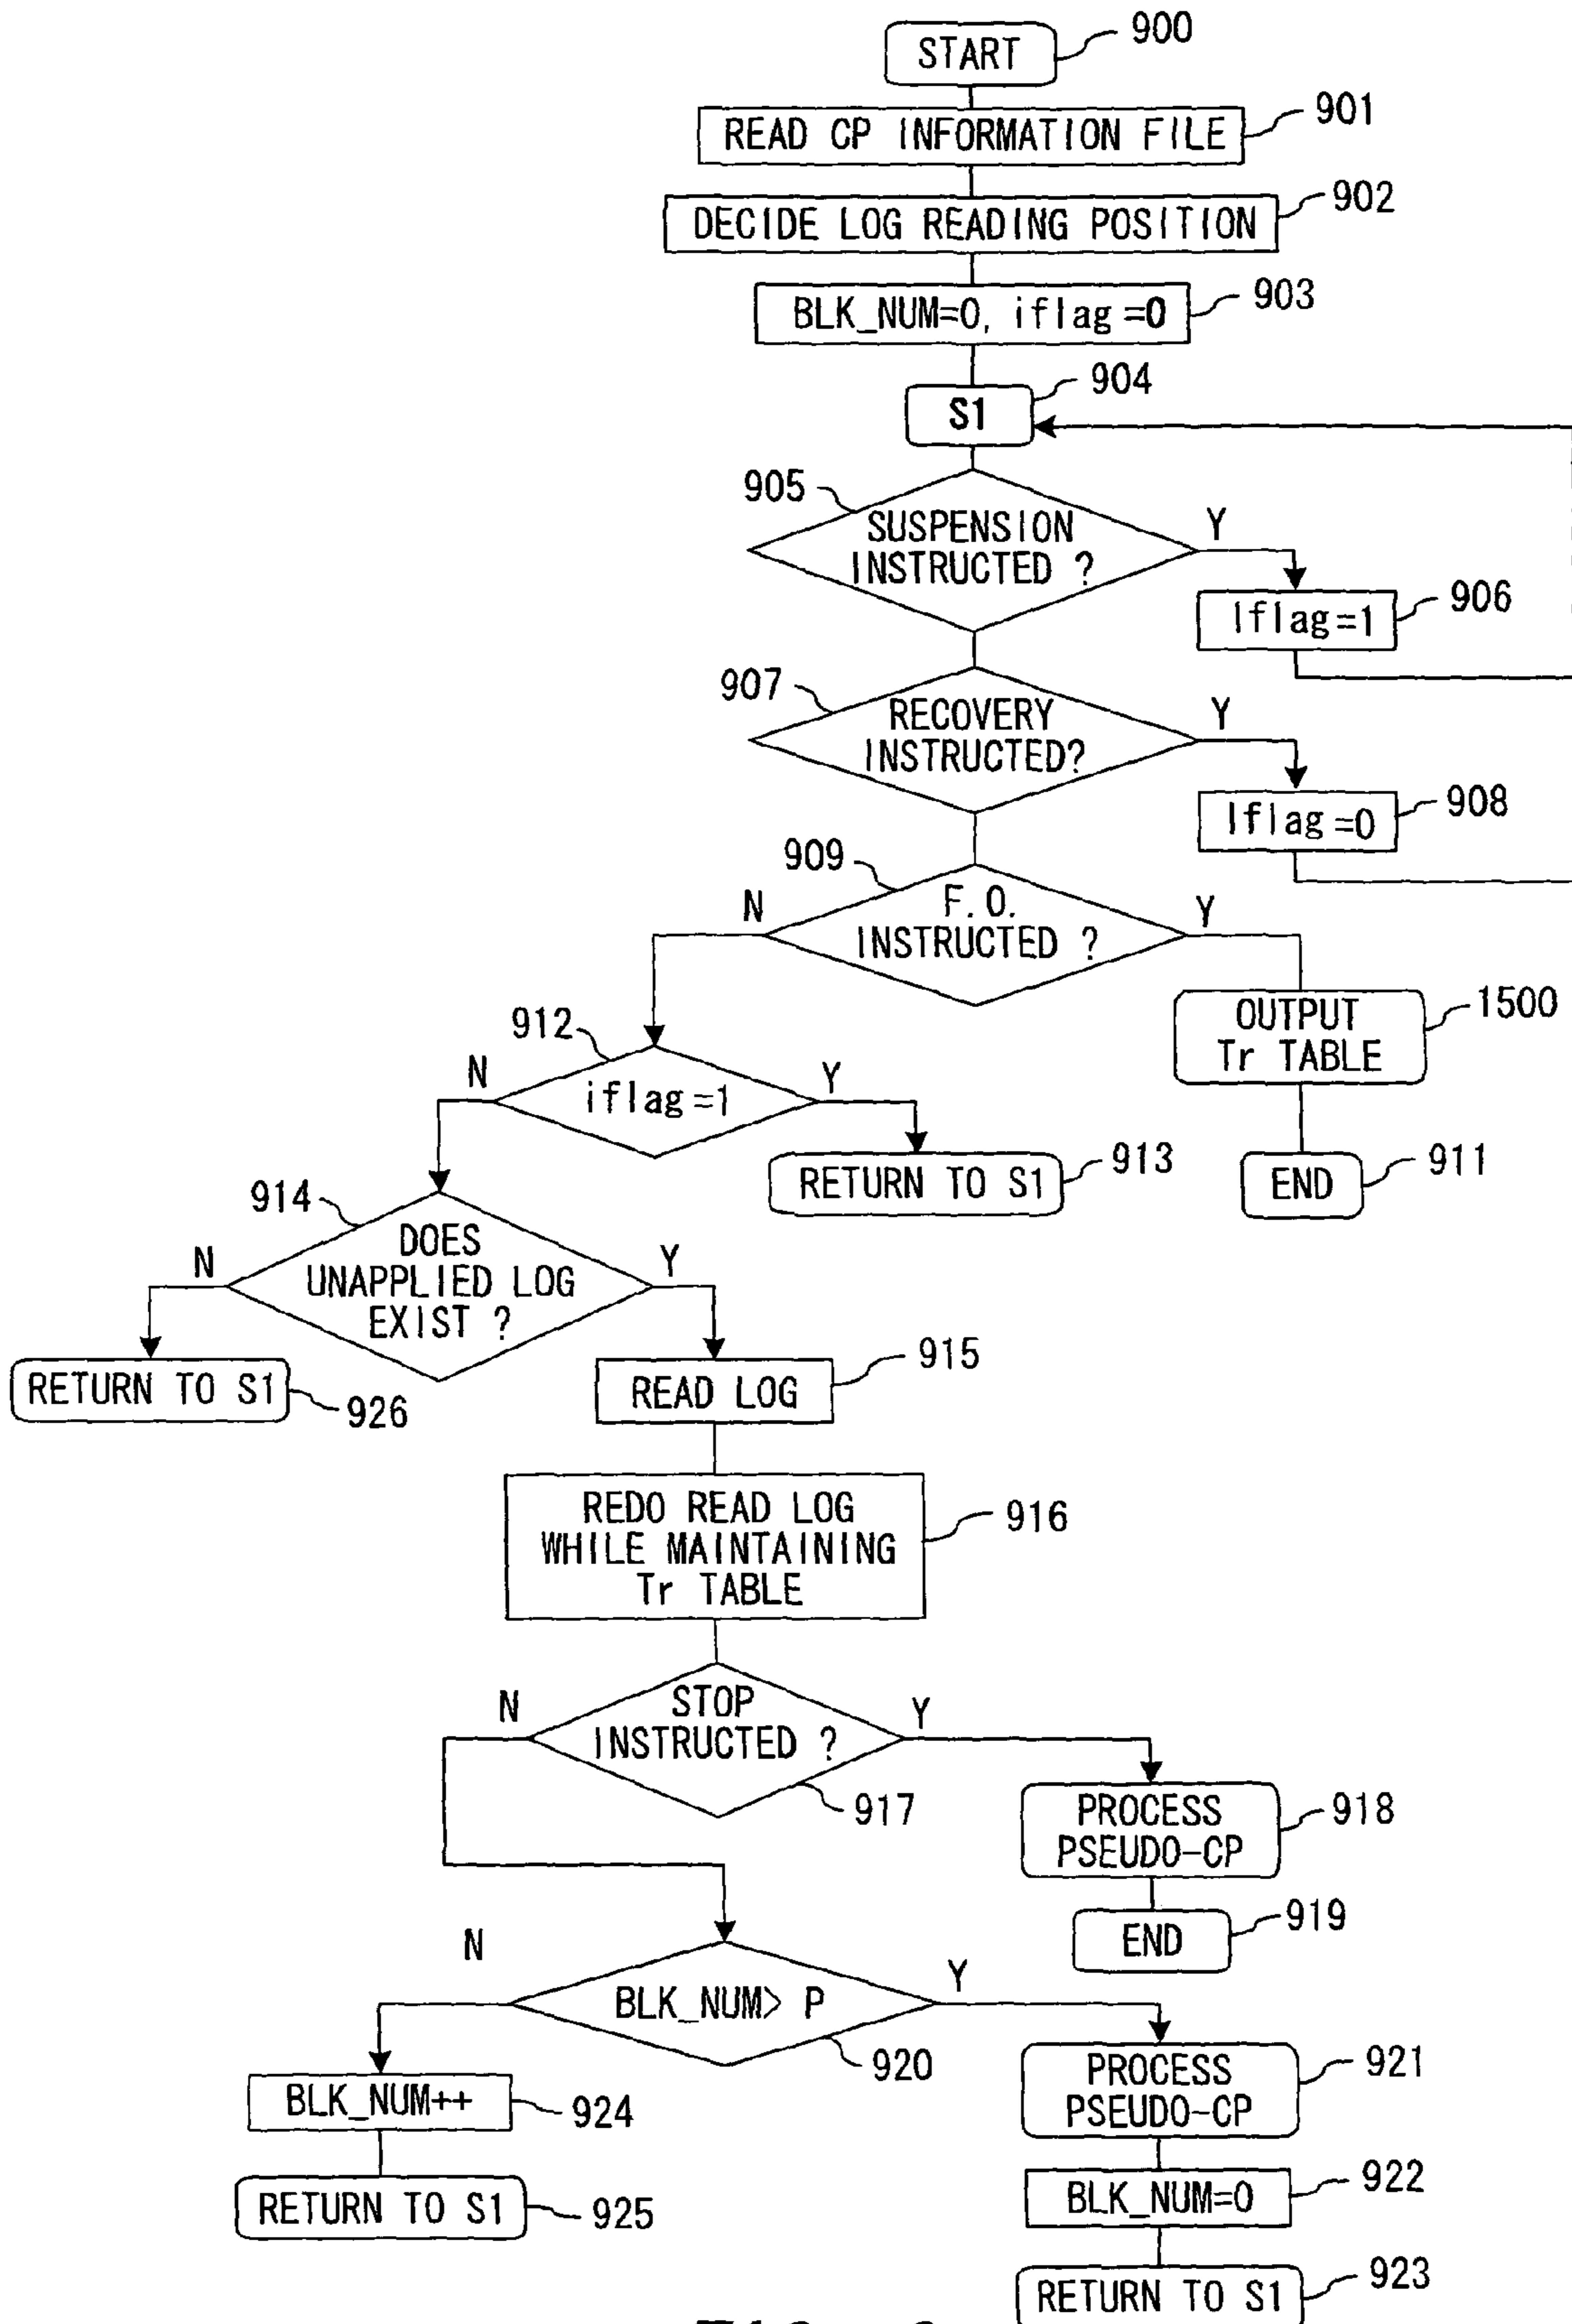 START
900
READ CP INFORMATION FILE
901
DECIDE LOG READING POSITION
902
BLK_NUM=0, iflag=0
903
S1
904
905
SUSPENSION
INSTRUCTED ?
Y
Iflag=1
906
907
RECOVERY
INSTRUCTED?
Y
Iflag=0
908
909
F.O.
INSTRUCTED ?
N
Y
OUTPUT
Tr TABLE
1500
END
911
912
iflag=1
N
Y
RETURN TO S1
913
914
DOES
UNAPPLIED LOG
EXIST ?
N
Y
RETURN TO S1
926
READ LOG
915
REDO READ LOG
WHILE MAINTAINING
Tr TABLE
916
STOP
INSTRUCTED ?
N
Y
917
PROCESS
PSEUDO-CP
918
END
919
BLK_NUM> P
N
Y
920
PROCESS
PSEUDO-CP
921
BLK_NUM++
924
BLK_NUM=0
922
RETURN TO S1
925
RETURN TO S1
923